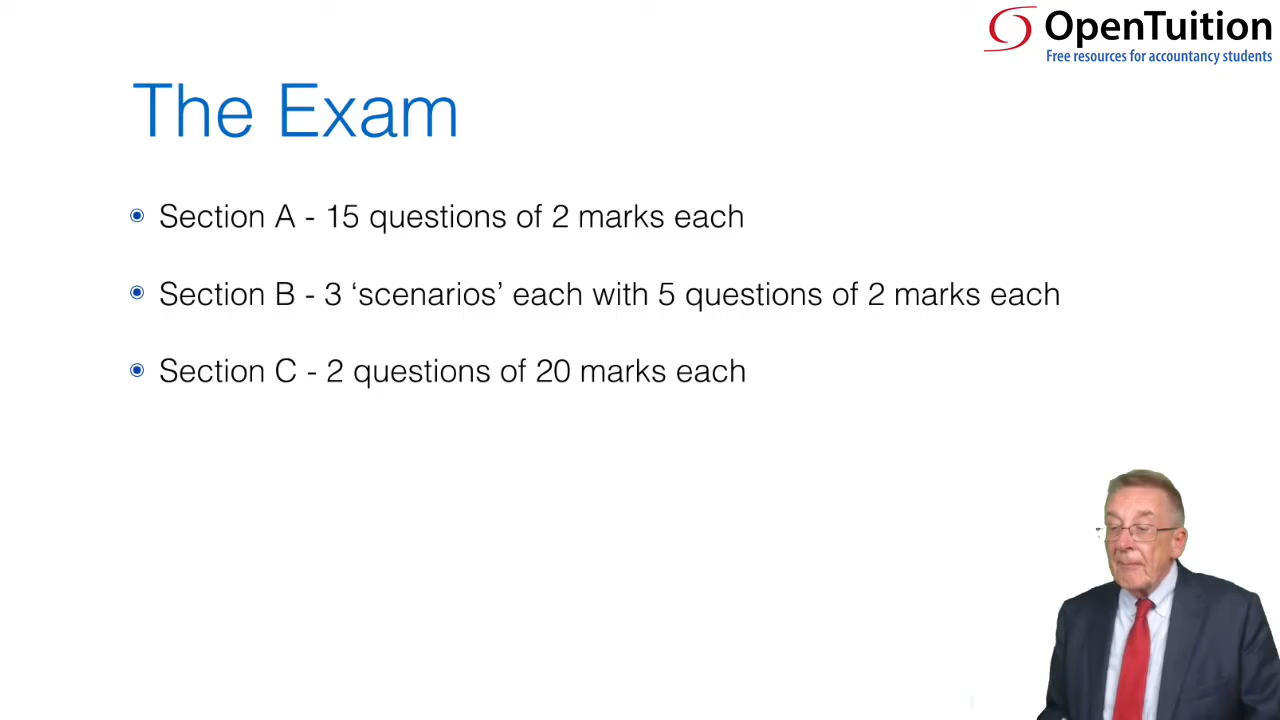 OpenTuition
Free resources for accountancy students
The Exam
Section A - 15 questions of 2 marks each
Section B - 3 ‘scenarios’ each with 5 questions of 2 marks each
Section C - 2 questions of 20 marks each